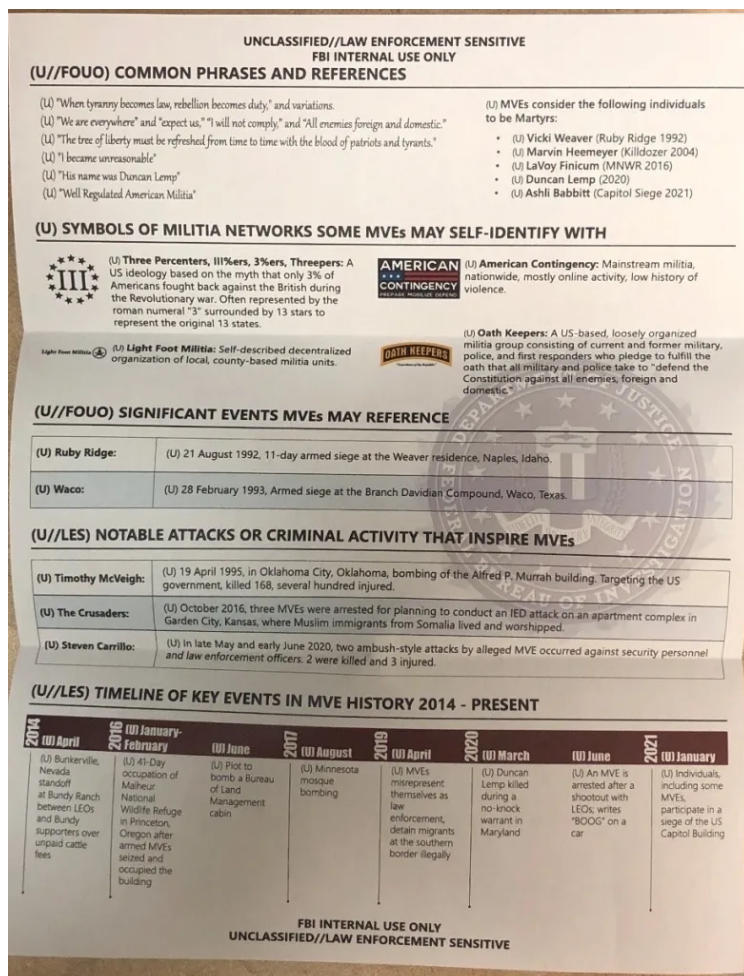 UNCLASSIFIED//LAW ENFORCEMENT SENSITIVE
FBI INTERNAL USE ONLY
(U//FOUO) COMMON PHRASES AND REFERENCES
(U) "When tyranny becomes law, rebellion becomes duty," and variations.
(U) "We are everywhere" and "expect us," "I will not comply," and "All enemies foreign and domestic."
(U) "The tree of liberty must be refreshed from time to time with the blood of patriots and tyrants."
(U) "I became unreasonable"
(U) "His name was Duncan Lemp"
(U) "Well Regulated American Militia"
(U) MVEs consider the following individuals
to be Martyrs:
• (U) Vicki Weaver (Ruby Ridge 1992)
• (U) Marvin Heemeyer (Killdozer 2004)
• (U) LaVoy Finicum (MNWR 2016)
• (U) Duncan Lemp (2020)
• (U) Ashli Babbitt (Capitol Siege 2021)
(U) SYMBOLS OF MILITIA NETWORKS SOME MVEs MAY SELF-IDENTIFY WITH
III
(U) Three Percenters, III%ers, 3%ers, Threepers: A
US ideology based on the myth that only 3% of
Americans fought back against the British during
the Revolutionary war. Often represented by the
roman numeral "3" surrounded by 13 stars to
represent the original 13 states.
AMERICAN
CONTINGENCY
PREPARE MOBILIZE DEFEND
(U) American Contingency: Mainstream militia,
nationwide, mostly online activity, low history of
violence.
Light Foot Militia
(U) Light Foot Militia: Self-described decentralized
organization of local, county-based militia units.
OATH KEEPERS
(U) Oath Keepers: A US-based, loosely organized
militia group consisting of current and former military,
police, and first responders who pledge to fulfill the
oath that all military and police take to "defend the
Constitution against all enemies, foreign and
domestic."
(U//FOUO) SIGNIFICANT EVENTS MVEs MAY REFERENCE
(U) Ruby Ridge: (U) 21 August 1992, 11-day armed siege at the Weaver residence, Naples, Idaho.
(U) Waco: (U) 28 February 1993, Armed siege at the Branch Davidian Compound, Waco, Texas.
DEPARTMENT OF JUSTICE
FEDERAL BUREAU OF INVESTIGATION
FIDELITY BRAVERY INTEGRITY
(U//LES) NOTABLE ATTACKS OR CRIMINAL ACTIVITY THAT INSPIRE MVEs
(U) Timothy McVeigh: (U) 19 April 1995, in Oklahoma City, Oklahoma, bombing of the Alfred P. Murrah building. Targeting the US
government, killed 168, several hundred injured.
(U) The Crusaders: (U) October 2016, three MVEs were arrested for planning to conduct an IED attack on an apartment complex in
Garden City, Kansas, where Muslim immigrants from Somalia lived and worshipped.
(U) Steven Carrillo: (U) In late May and early June 2020, two ambush-style attacks by alleged MVE occurred against security personnel
and law enforcement officers. 2 were killed and 3 injured.
(U//LES) TIMELINE OF KEY EVENTS IN MVE HISTORY 2014 - PRESENT
2014 (U) April
(U) Bunkerville,
Nevada
standoff
at Bundy Ranch
between LEOs
and Bundy
supporters over
unpaid cattle
fees
2016 (U) January-
February
(U) 41-Day
occupation of
Malheur
National
Wildlife Refuge
in Princeton,
Oregon after
armed MVEs
seized and
occupied the
building
(U) June
(U) Plot to
bomb a Bureau
of Land
Management
cabin
2017 (U) August
(U) Minnesota
mosque
bombing
2019 (U) April
(U) MVEs
misrepresent
themselves as
law
enforcement,
detain migrants
at the southern
border illegally
2020 (U) March
(U) Duncan
Lemp killed
during a
no-knock
warrant in
Maryland
(U) June
(U) An MVE is
arrested after a
shootout with
LEOs; writes
"BOOG" on a
car
2021 (U) January
(U) Individuals,
including some
MVEs,
participate in a
siege of the US
Capitol Building
FBI INTERNAL USE ONLY
UNCLASSIFIED//LAW ENFORCEMENT SENSITIVE